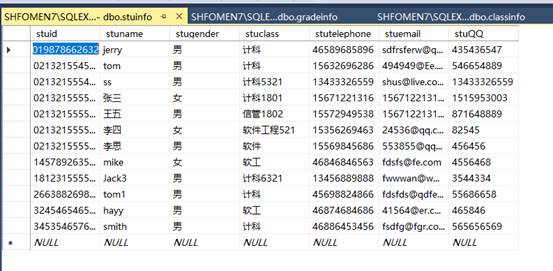 SHFOMEN7\SQLEX...- dbo.stuinfo SHFOMEN7\SQLEX...dbo.gradeinfo SHFOMEN7\SQLEX...dbo.classinfo
stuid stuname stugender stuclass stutelephone stuemail stuQQ
019878662632 jerry 男 计科 46589685896 sdfrsferw@q... 435436547
0213215545... tom 男 计科 15632696286 494949@Ee.... 546654889
0213215554... ss 男 计科5321 13433326559 shus@live.co... 13433326559
0213215555... 张三 女 计科1801 15671221316 1567122131... 1515953003
0213215555... 王五 男 信管1802 15572949538 1567122131... 871648889
0213215555... 李四 女 软件工程521 15356269463 24536@qq.c... 82545
0213215555... 李思 男 软件 15569845686 553855@qq.... 456456
1457892635... mike 女 软工 46846846563 fdsfs@fe.com 4556468
1812315555... Jack3 男 计科6321 13456889888 fwwwan@w... 3544334
2663882698... tom1 男 计科 45698824866 fdsfds@qdfe... 55686658
3245465465... hayy 男 软工 46874684686 41564@er.c... 465846
3453546576... smith 男 计科 46886453456 fsdfg@fgr.co... 565656569
NULL NULL NULL NULL NULL NULL NULL